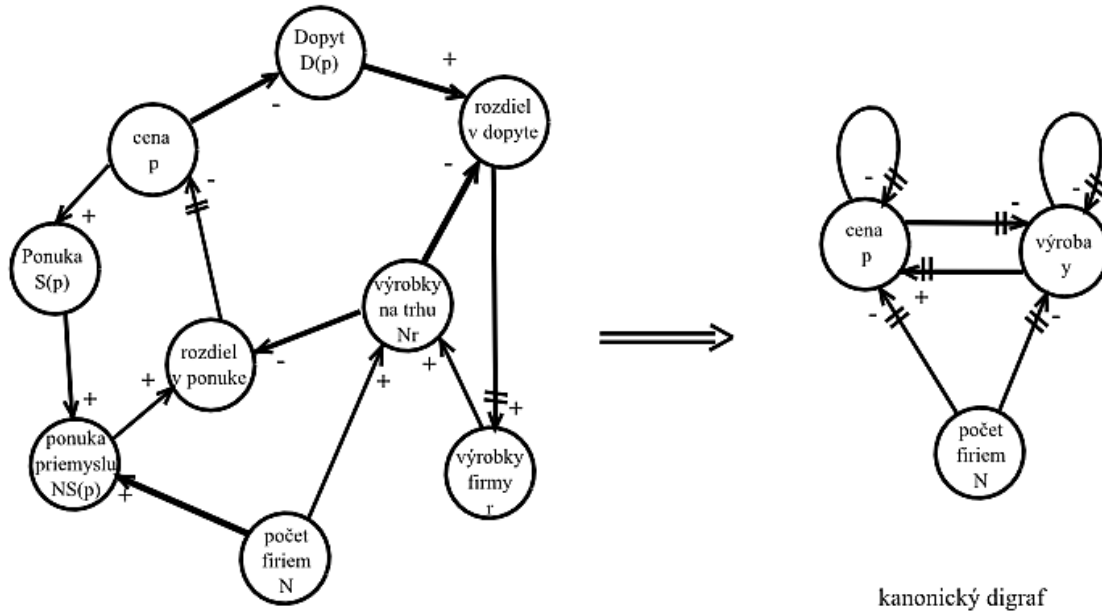 Dopyt
D(p)
+
-
rozdiel
v dopyte
cena
p
-
-
+
Ponuka
S(p)
výrobky
na trhu
Nr
rozdiel
v ponuke
-
+
+
+
+
+
ponuka
priemyslu
NS(p)
+
výrobky
firmy
r
počet
firiem
N
-
-
-
cena
p
výroba
y
+
-
-
počet
firiem
N
kanonický digraf